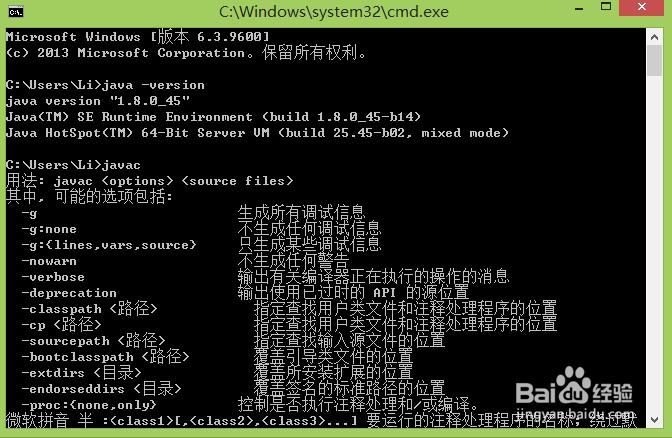 C:\Windows\system32\cmd.exe
Microsoft Windows [版本 6.3.9600]
(c) 2013 Microsoft Corporation。保留所有权利。
C:\Users\Li>java -version
java version "1.8.0_45"
Java(TM) SE Runtime Environment (build 1.8.0_45-b14)
Java HotSpot(TM) 64-Bit Server VM (build 25.45-b02, mixed mode)
C:\Users\Li>javac
用法: javac <options> <source files>
其中, 可能的选项包括:
-g 生成所有调试信息
-g:none 不生成任何调试信息
-g:{lines,vars,source} 只生成某些调试信息
-nowarn 不生成任何警告
-verbose 输出有关编译器正在执行的操作的消息
-deprecation 输出使用已过时的 API 的源位置
-classpath <路径> 指定查找用户类文件和注释处理程序的位置
-cp <路径> 指定查找用户类文件和注释处理程序的位置
-sourcepath <路径> 指定查找输入源文件的位置
-bootclasspath <路径> 覆盖引导类文件的位置
-extdirs <目录> 覆盖所安装扩展的位置
-endorseddirs <目录> 覆盖签名的标准路径的位置
-proc:{none,only} 控制是否执行注释处理和/或编译。
微软拼音 半 :<class1>[,<class2>,<class3>...] 要运行的注释处理程序的名称; 绕过默
Baidu 经验
jingyan.baidu.com